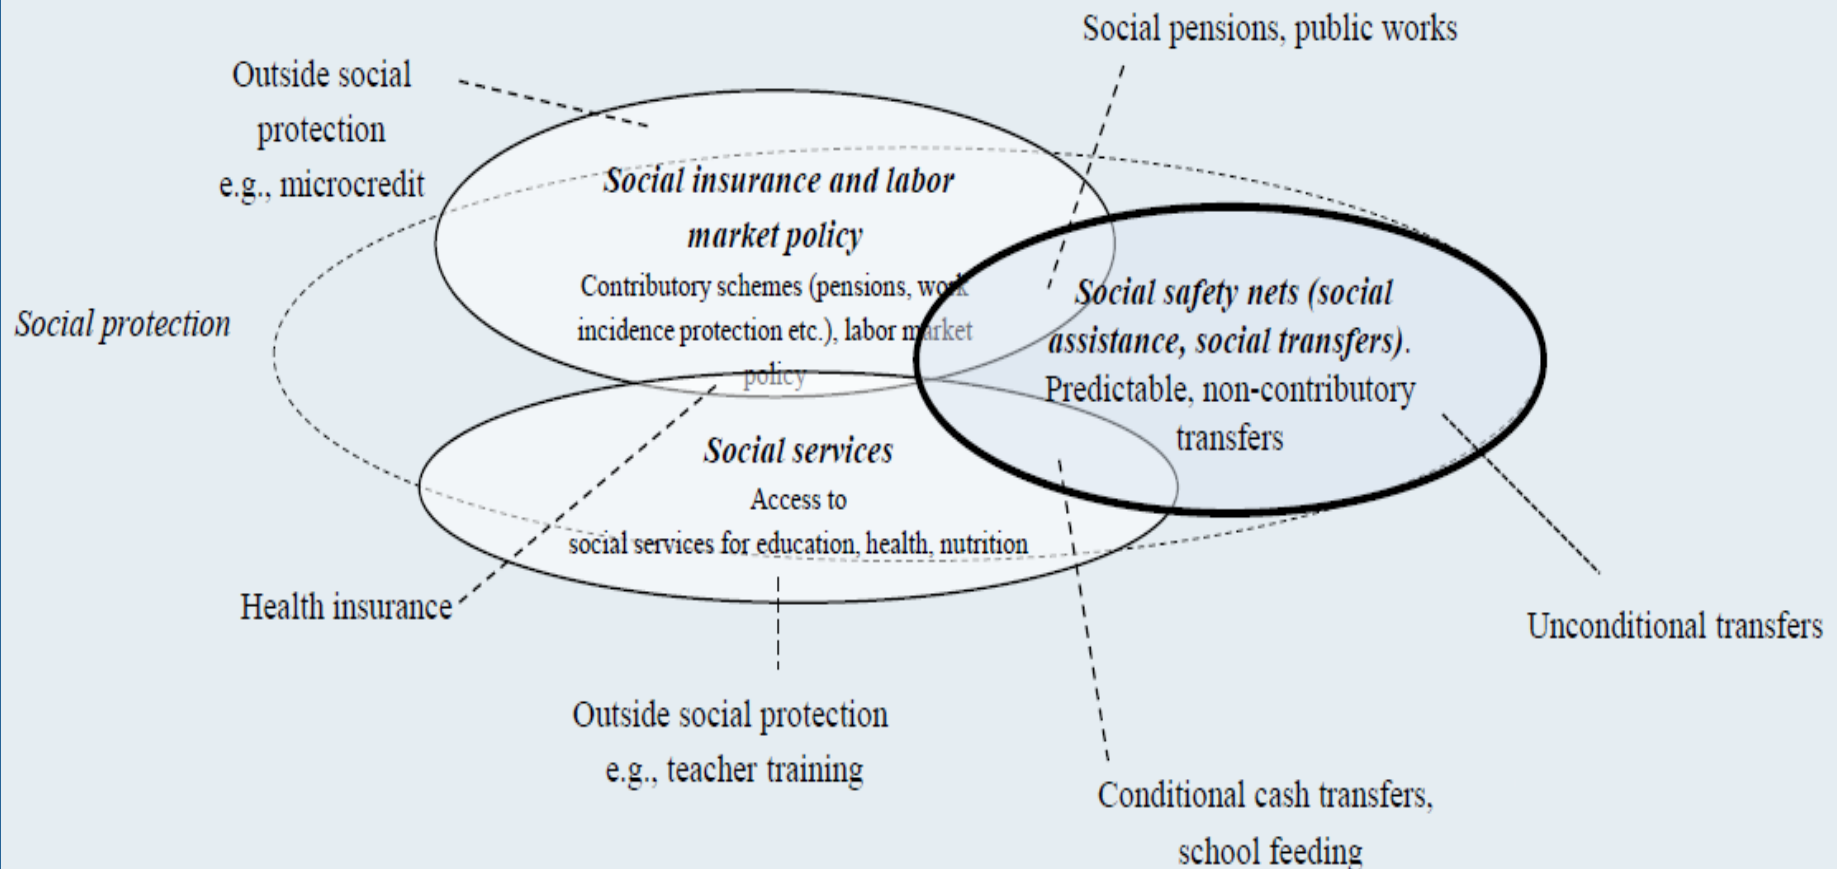 Social pensions, public works
Outside social
protection
e.g., microcredit
Social insurance and labor
market policy
Contributory schemes (pensions, work
incidence protection etc.), labor market
policy
Social protection
Social safety nets (social
assistance, social transfers).
Predictable, non-contributory
transfers
Social services
Access to
social services for education, health, nutrition
Health insurance
Unconditional transfers
Outside social protection
e.g., teacher training
Conditional cash transfers,
school feeding